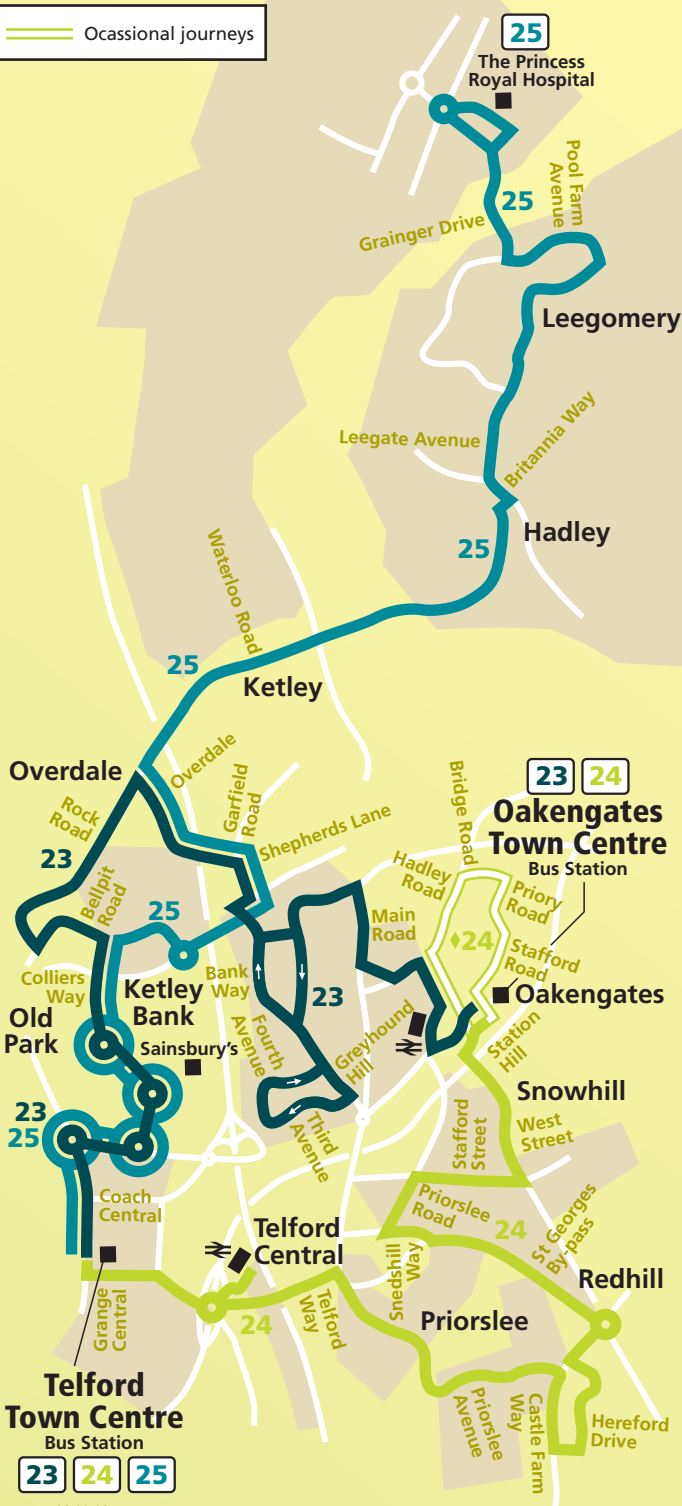 Ocassional journeys
25
The Princess
Royal Hospital
Pool Farm
Avenue
25
Grainger Drive
Leegomery
Britannia Way
Leegate Avenue
Hadley
25
Waterloo Road
25
Ketley
Overdale
Overdale
Garfield
Road
Shepherds Lane
Rock
Road
23
Bellpit
Road
25
Bridge Road
23 24
Oakengates
Town Centre
Bus Station
Hadley
Road
Priory
Road
Main
Road
24
Stafford
Road
Oakengates
Colliers
Way
Ketley
Bank
Bank
Way
23
Old
Park
Sainsbury's
Fourth
Avenue
Greyhound
Hill
Station
Hill
Snowhill
23
25
Third
Avenue
Stafford
Street
West
Street
Coach
Central
Priorslee
Road
24
St Georges
By-pass
Telford
Central
Snedshill
Way
Redhill
Grange
Central
24
Telford
Way
Priorslee
Telford
Town Centre
Bus Station
23 24 25
Priorslee
Avenue
Castle Farm
Way
Hereford
Drive